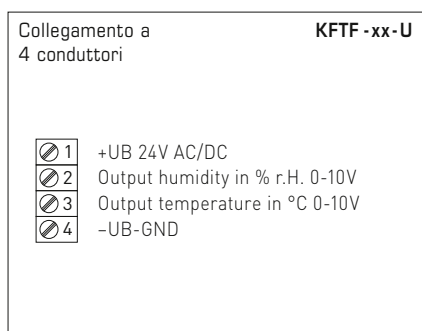 Collegamento a KFTF-xx-U
4 conduttori
1 +UB 24V AC/DC
2 Output humidity in % r.H. 0-10V
3 Output temperature in °C 0-10V
4 –UB-GND